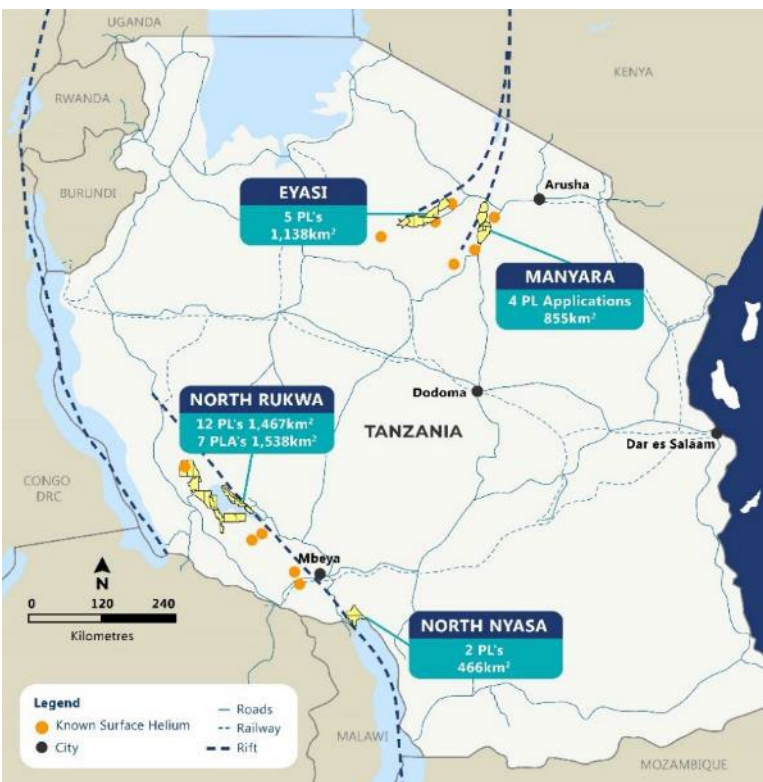 UGANDA
KENYA
RWANDA
BURUNDI
EYASI
5 PL's
1,138km²
Arusha
MANYARA
4 PL Applications
855km²
NORTH RUKWA
12 PL's 1,467km²
7 PLA's 1,538km²
Dodoma
TANZANIA
Dar es Salaam
CONGO
DRC
Mbeya
N
0 120 240
Kilometres
NORTH NYASA
2 PL's
466km²
Legend
Known Surface Helium
City
Roads
Railway
Rift
MALAWI
MOZAMBIQUE